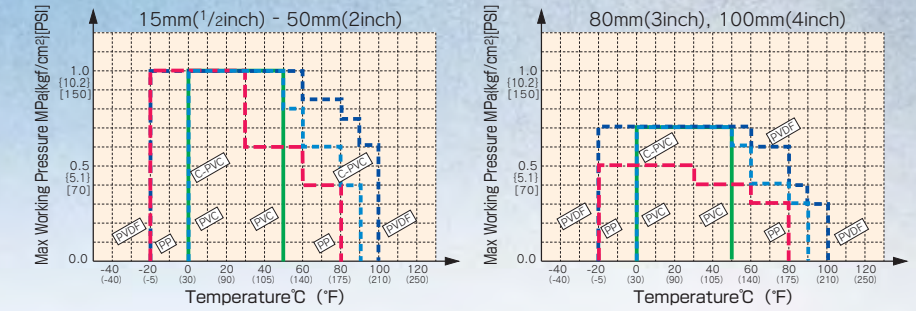 15mm(1/2inch) - 50mm(2inch)
Max Working Pressure MPa{kgf/cm2}[PSI]
1.0
{10.2}
[150]
0.5
{5.1}
[70]
0.0
C-PVC
C-PVC
PVDF
PP
PVC
PVC
PP
PVDF
-40 -20 0 20 40 60 80 100 120
(-40) (-5) (30) (90) (105) (140) (175) (210) (250)
Temperature℃ (°F)
80mm(3inch), 100mm(4inch)
Max Working Pressure MPa{kgf/cm2}[PSI]
1.0
{10.2}
[150]
0.5
{5.1}
[70]
0.0
PVDF
C-PVC
PVDF
PP
PVC
PVC
PP
PVDF
-40 -20 0 20 40 60 80 100 120
(-40) (-5) (30) (90) (105) (140) (175) (210) (250)
Temperature℃ (°F)